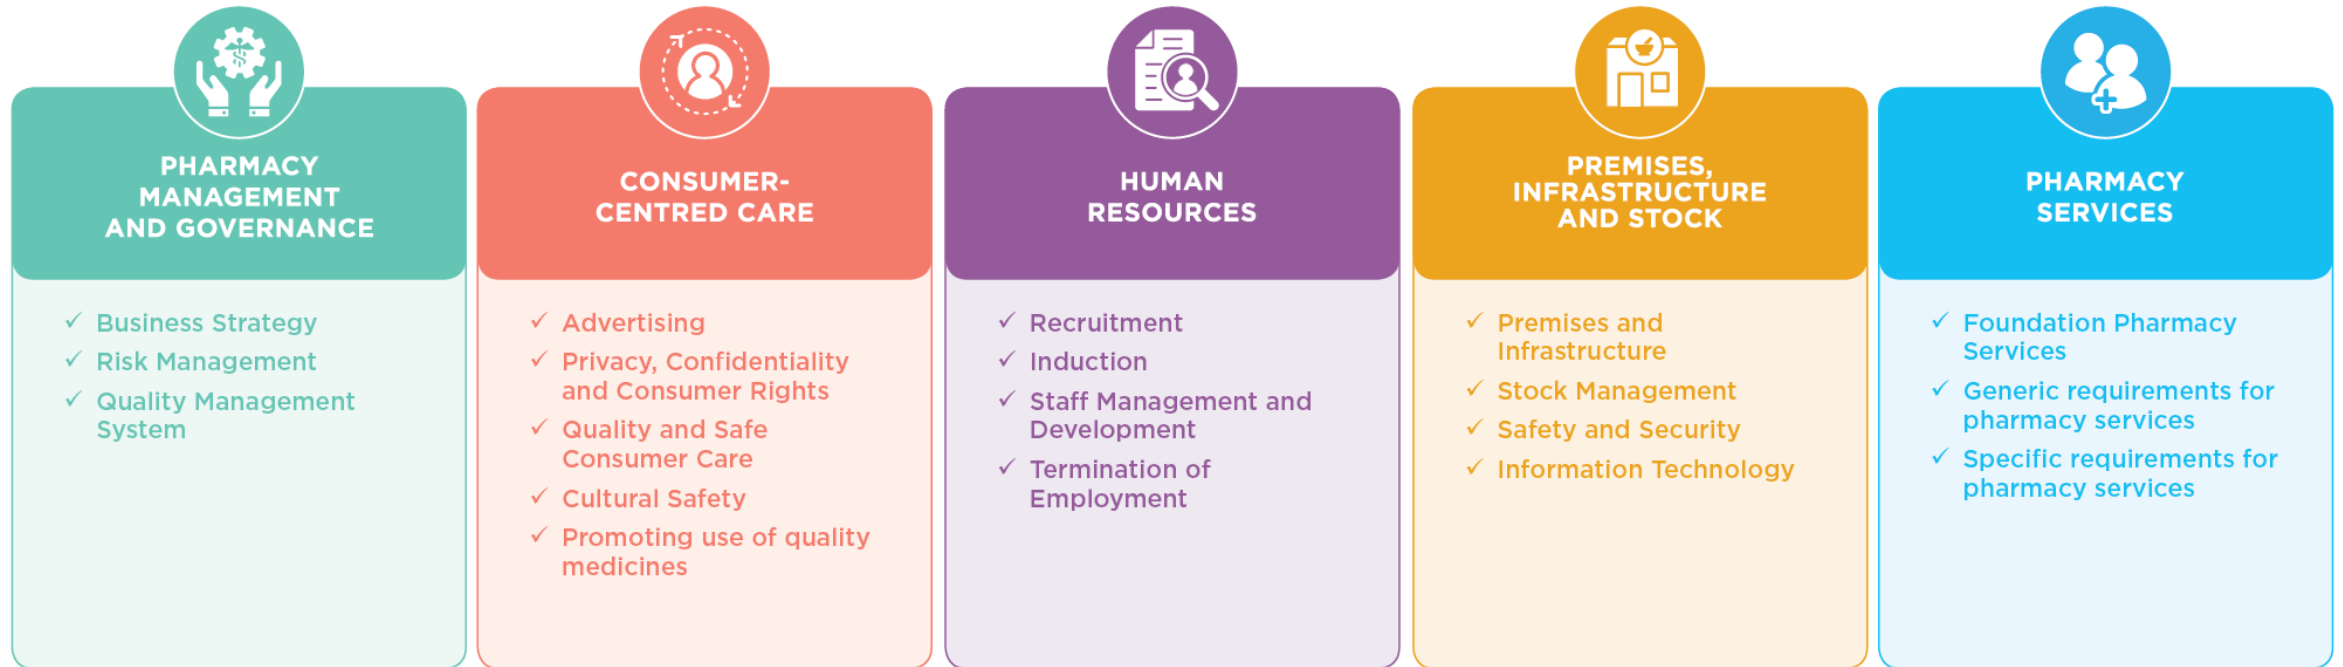 PHARMACY
MANAGEMENT
AND GOVERNANCE
✓ Business Strategy
✓ Risk Management
✓ Quality Management
System
CONSUMER-
CENTRED CARE
✓ Advertising
✓ Privacy, Confidentiality
and Consumer Rights
✓ Quality and Safe
Consumer Care
✓ Cultural Safety
✓ Promoting use of quality
medicines
HUMAN
RESOURCES
✓ Recruitment
✓ Induction
✓ Staff Management and
Development
✓ Termination of
Employment
PREMISES,
INFRASTRUCTURE
AND STOCK
✓ Premises and
Infrastructure
✓ Stock Management
✓ Safety and Security
✓ Information Technology
PHARMACY
SERVICES
✓ Foundation Pharmacy
Services
✓ Generic requirements for
pharmacy services
✓ Specific requirements for
pharmacy services